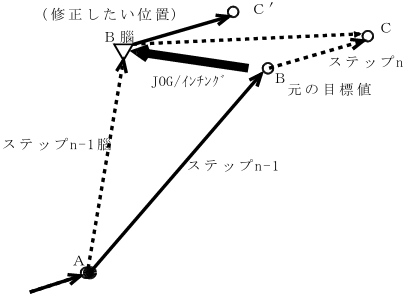 (修正したい位置)
C′
B脳
C
ステップn
JOG/インチング
B
元の目標値
ステップn-1脳
ステップn-1
A